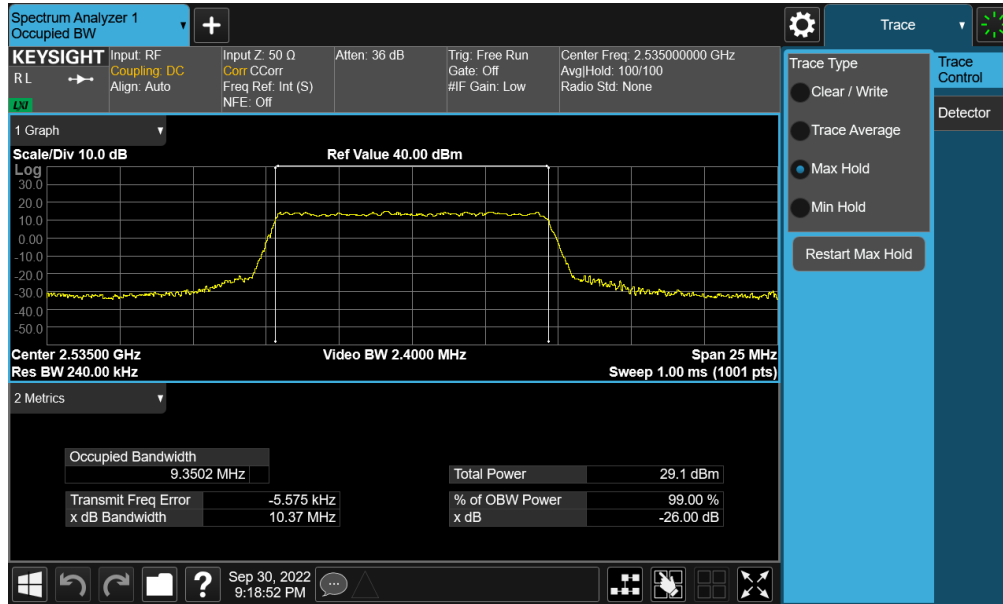 Spectrum Analyzer 1
Occupied BW
+
Trace
KEYSIGHT
R L
LXI
Input: RF
Coupling: DC
Align: Auto
Input Z: 50 Ω
Corr CCorr
Freq Ref: Int (S)
NFE: Off
Atten: 36 dB
Trig: Free Run
Gate: Off
#IF Gain: Low
Center Freq: 2.535000000 GHz
Avg|Hold: 100/100
Radio Std: None
Trace Type
Clear / Write
Trace Average
Max Hold
Min Hold
Restart Max Hold
Trace
Control
Detector
1 Graph
Scale/Div 10.0 dB
Ref Value 40.00 dBm
Log
30.0
20.0
10.0
0.00
-10.0
-20.0
-30.0
-40.0
-50.0
Center 2.53500 GHz
Video BW 2.4000 MHz
Span 25 MHz
Res BW 240.00 kHz
Sweep 1.00 ms (1001 pts)
2 Metrics
Occupied Bandwidth
9.3502 MHz
Total Power 29.1 dBm
Transmit Freq Error -5.575 kHz
% of OBW Power 99.00 %
x dB Bandwidth 10.37 MHz
x dB -26.00 dB
?
Sep 30, 2022
9:18:52 PM